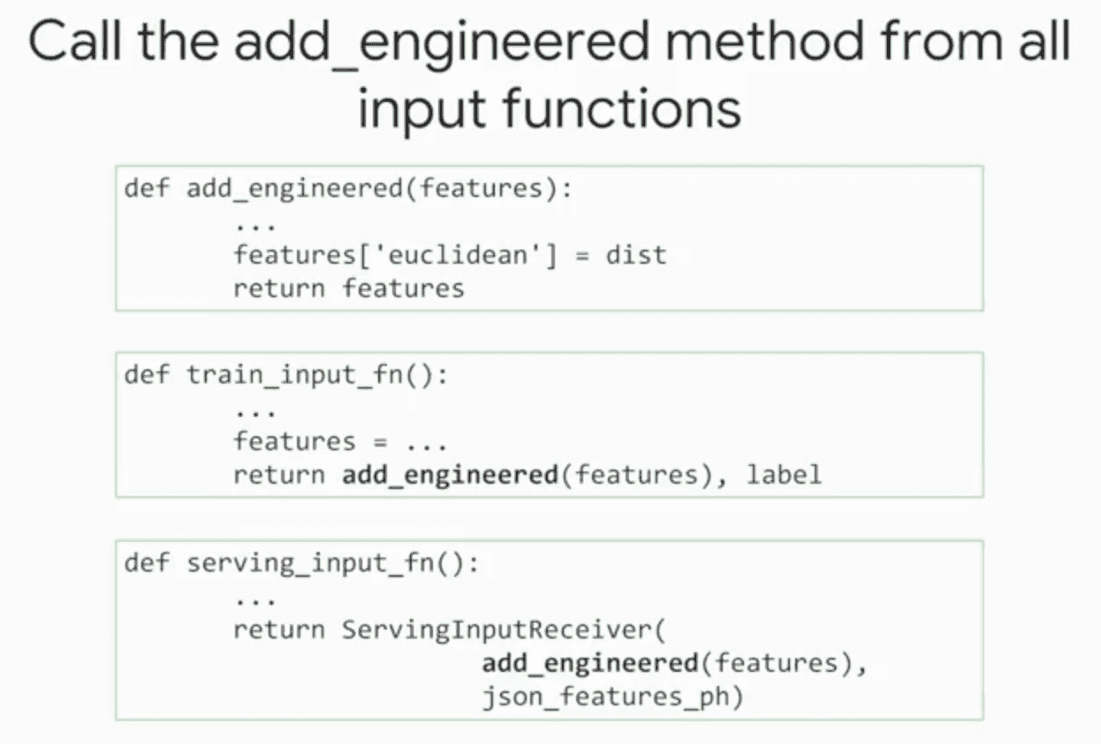 Call the add_engineered method from all
input functions
def add_engineered(features):
...
features['euclidean'] = dist
return features
def train_input_fn():
...
features = ...
return add_engineered(features), label
def serving_input_fn():
...
return ServingInputReceiver(
add_engineered(features),
json_features_ph)